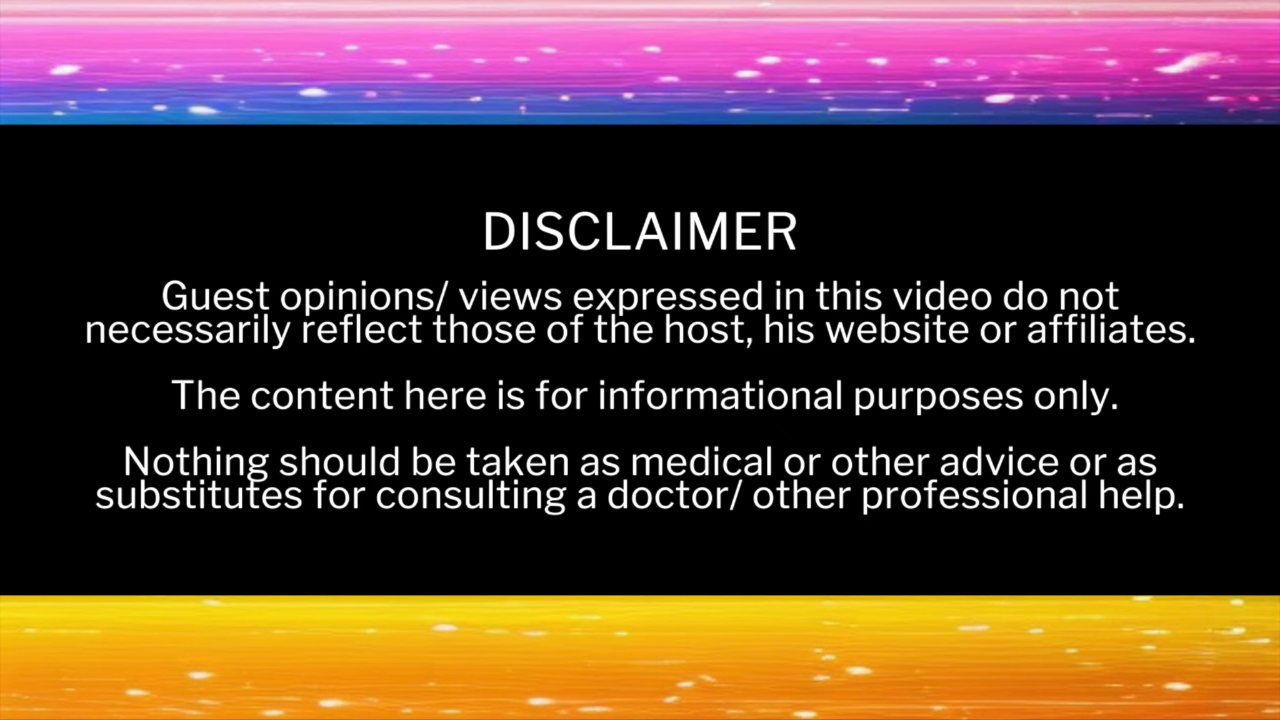 DISCLAIMER
Guest opinions/ views expressed in this video do not
necessarily reflect those of the host, his website or affiliates.
The content here is for informational purposes only.
Nothing should be taken as medical or other advice or as
substitutes for consulting a doctor/ other professional help.